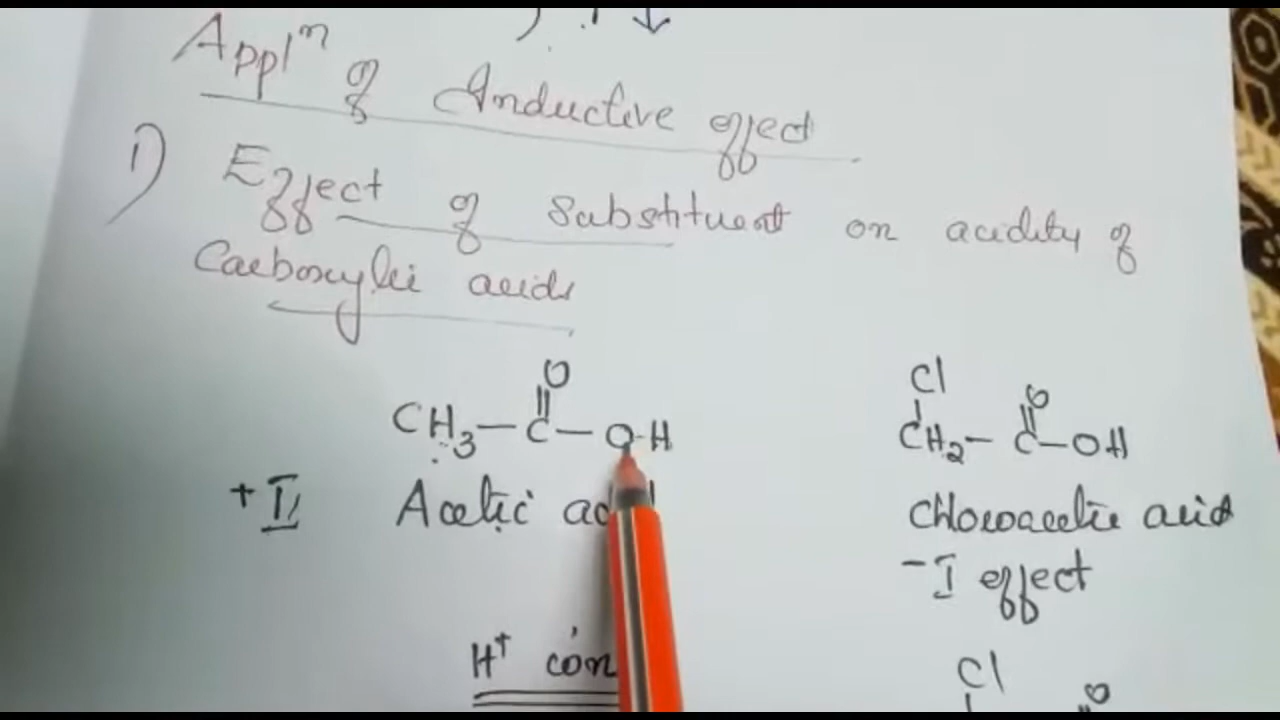 Appln of Inductive effect
1) Effect of substituent on acidity of
Carboxylic acids
O
CH3—C—O-H
Cl
O
CH2—C—OH
+I Acetic
Chloroacetic acid
-I effect
H+
Cl
O